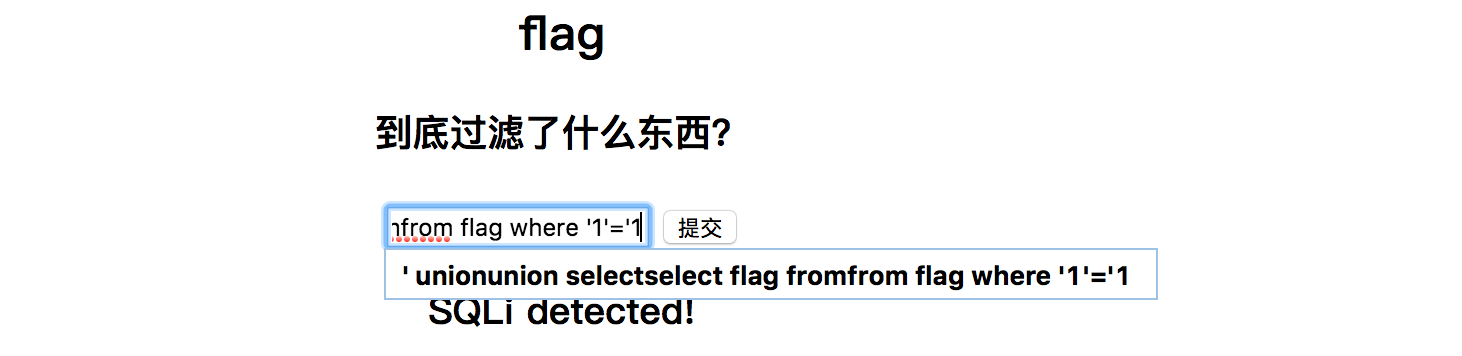 flag
到底过滤了什么东西?
nfrom flag where '1'='1
提交
' unionunion selectselect flag fromfrom flag where '1'='1
SQLi detected!